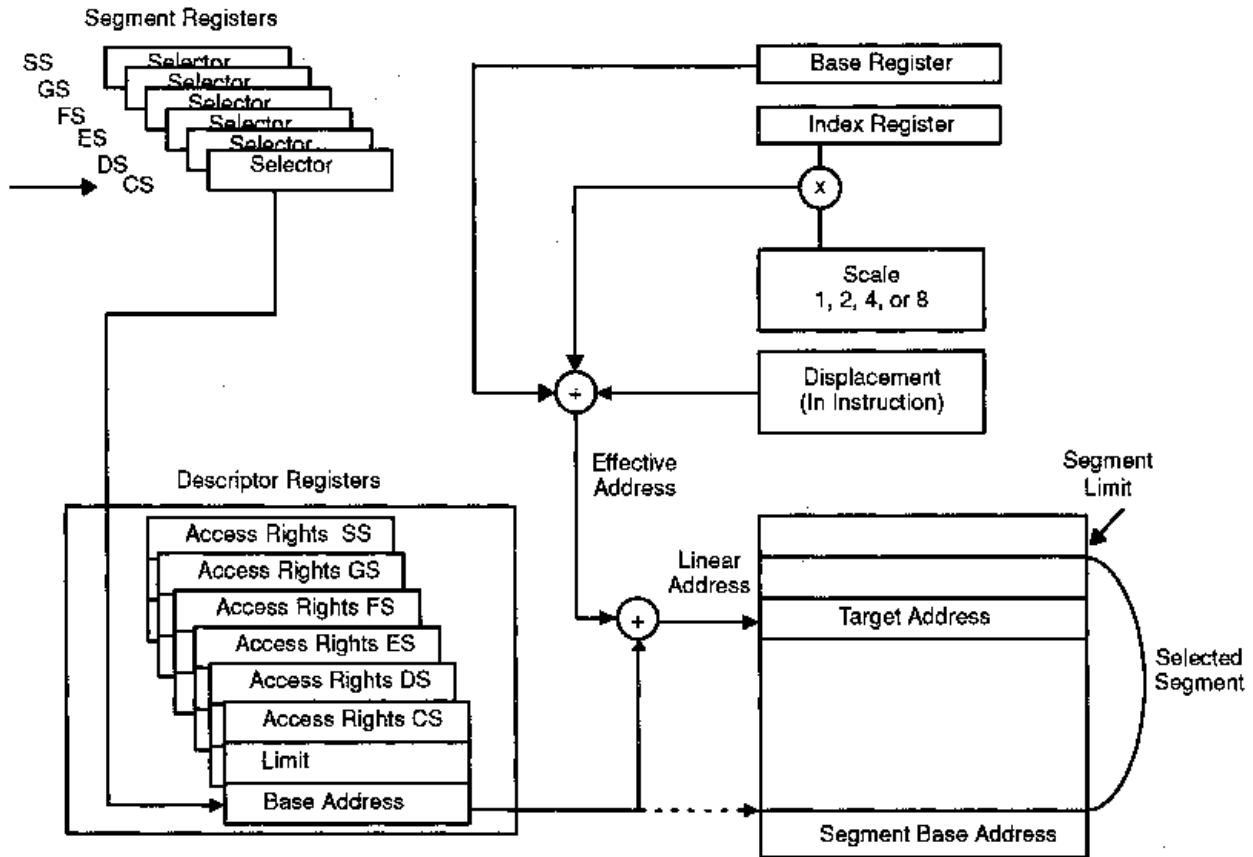 Segment Registers
SS
GS
FS
ES
DS
CS
Selector
Selector
Selector
Selector
Selector
Selector
Base Register
Index Register
x
Scale
1, 2, 4, or 8
Displacement
(In Instruction)
+
Effective
Address
Segment
Limit
Descriptor Registers
Access Rights SS
Access Rights GS
Access Rights FS
Access Rights ES
Access Rights DS
Access Rights CS
Limit
Base Address
+
Linear
Address
Target Address
Selected
Segment
Segment Base Address